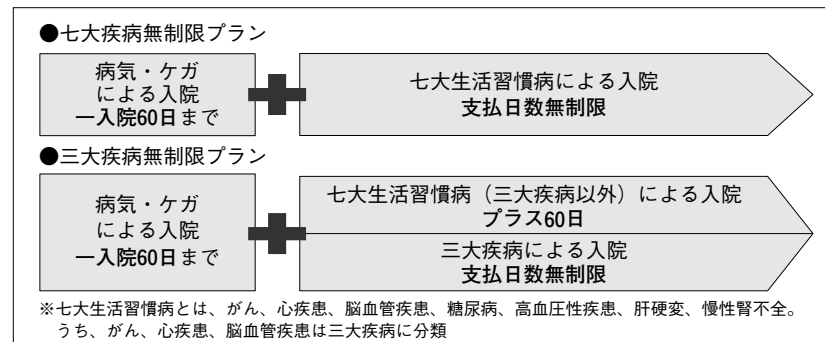 ●七大疾病無制限プラン
病気・ケガ
による入院
一入院60日まで
七大生活習慣病による入院
支払日数無制限
●三大疾病無制限プラン
病気・ケガ
による入院
一入院60日まで
七大生活習慣病（三大疾病以外）による入院
プラス60日
三大疾病による入院
支払日数無制限
※七大生活習慣病とは、がん、心疾患、脳血管疾患、糖尿病、高血圧性疾患、肝硬変、慢性腎不全。
うち、がん、心疾患、脳血管疾患は三大疾病に分類